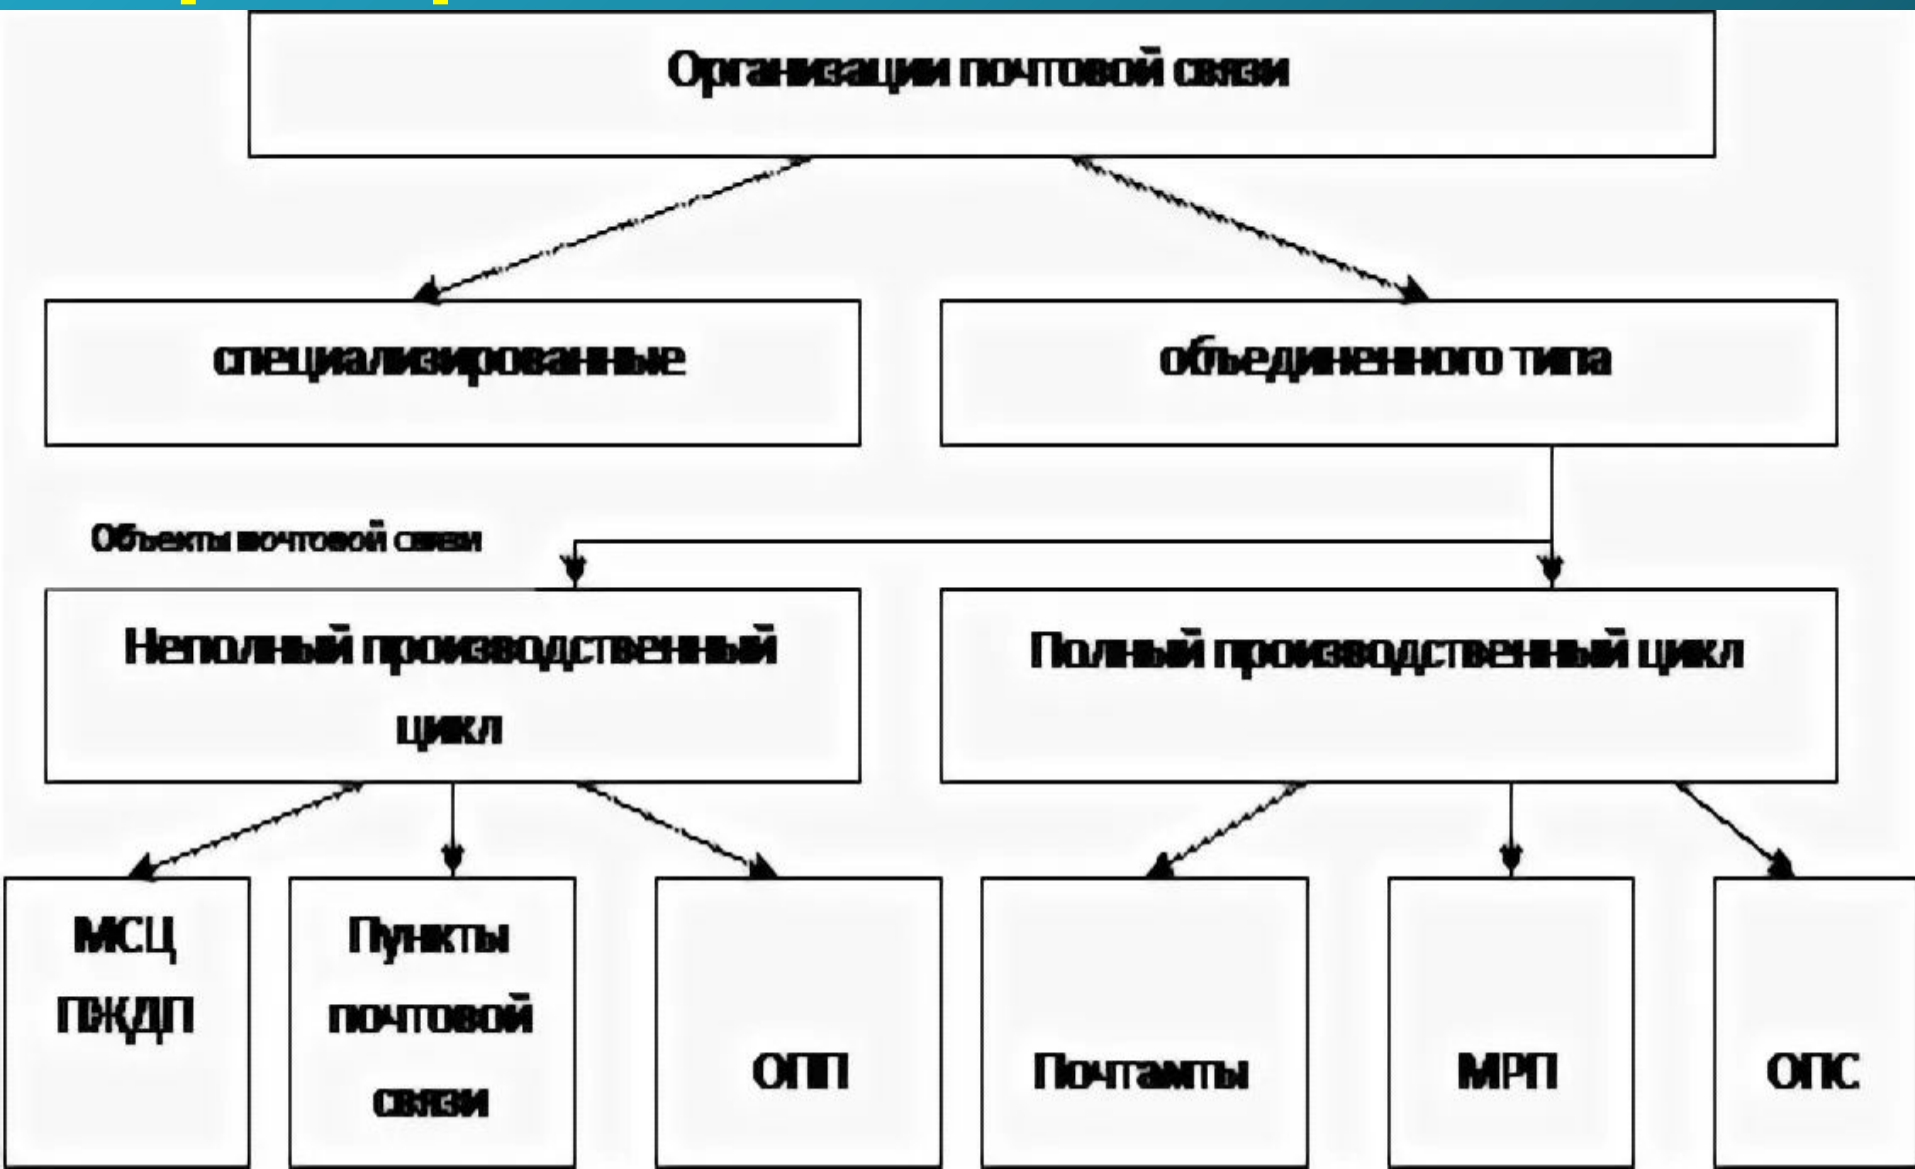 Организации почтовой связи
специализированные
объединенного типа
Объекты почтовой связи
Неполный производственный
цикл
Полный производственный цикл
МСЦ
ПЖДП
Пункты
почтовой
связи
ОПП
Почтамты
МРП
ОПС